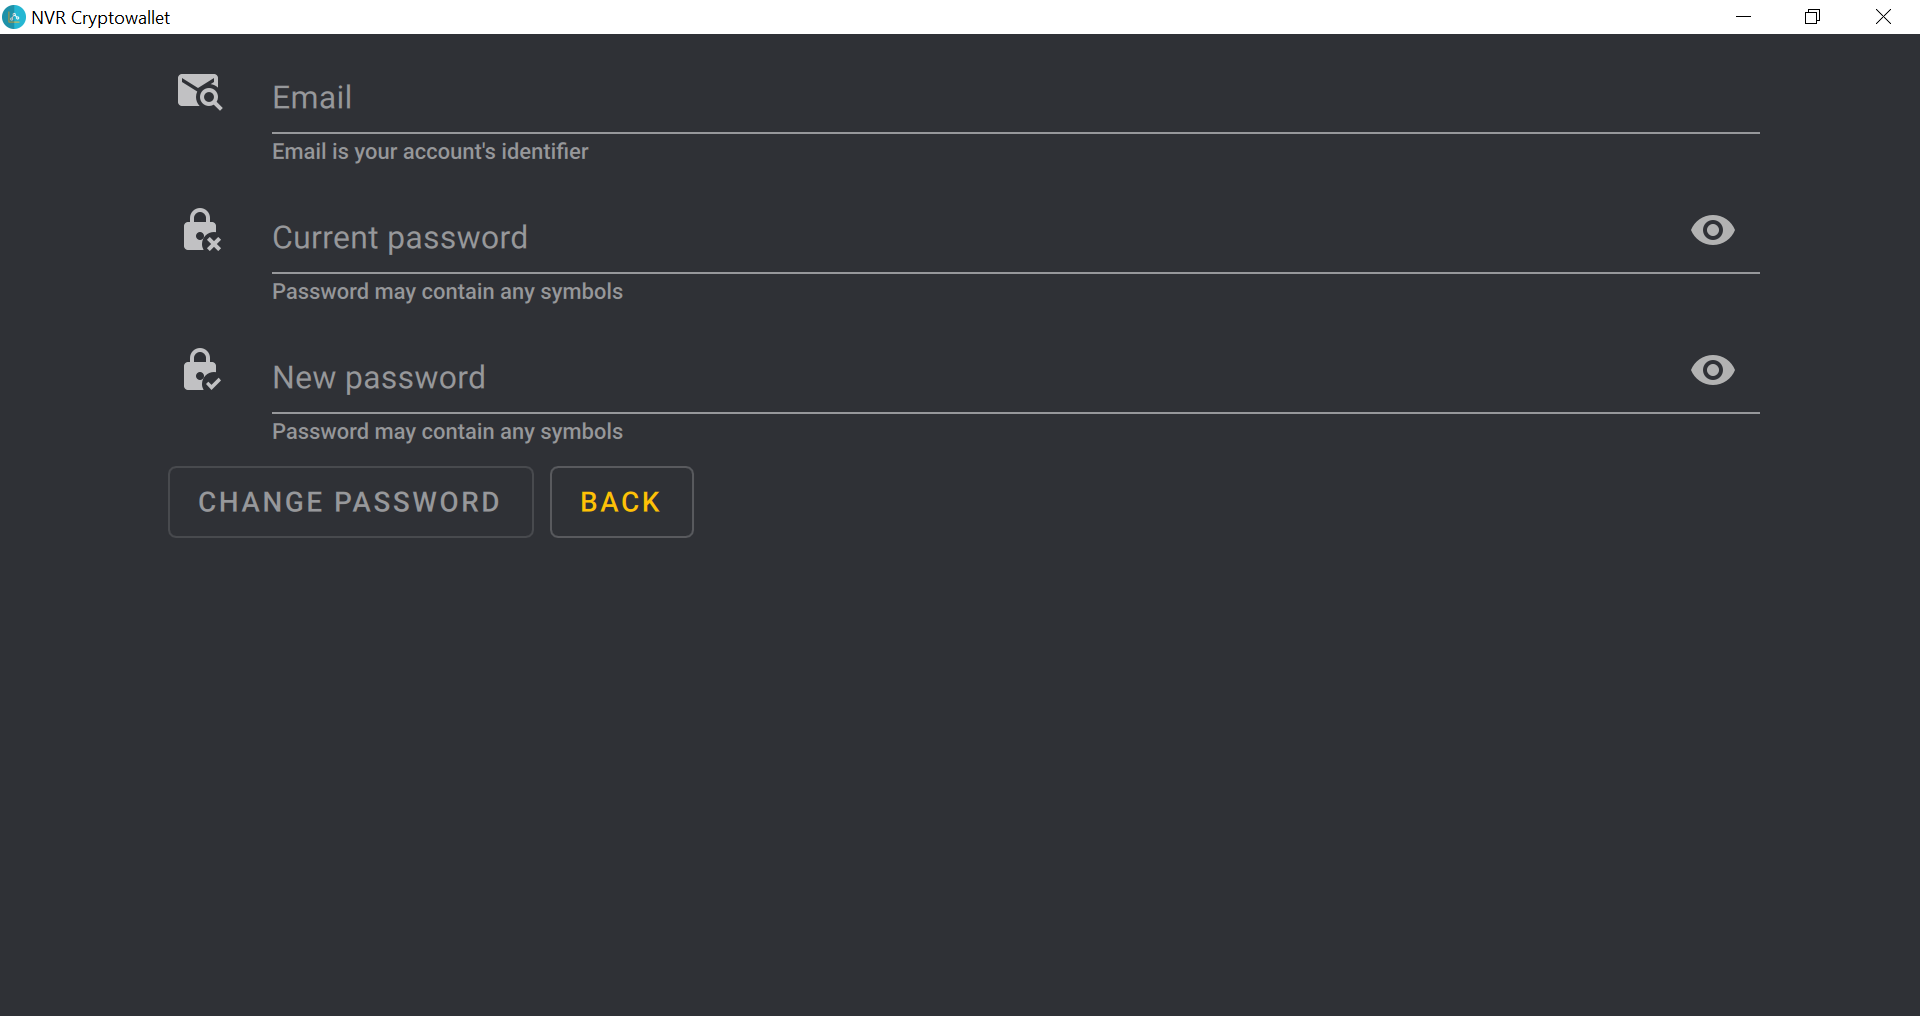 NVR Cryptowallet
Email
Email is your account's identifier
Current password
Password may contain any symbols
New password
Password may contain any symbols
CHANGE PASSWORD
BACK